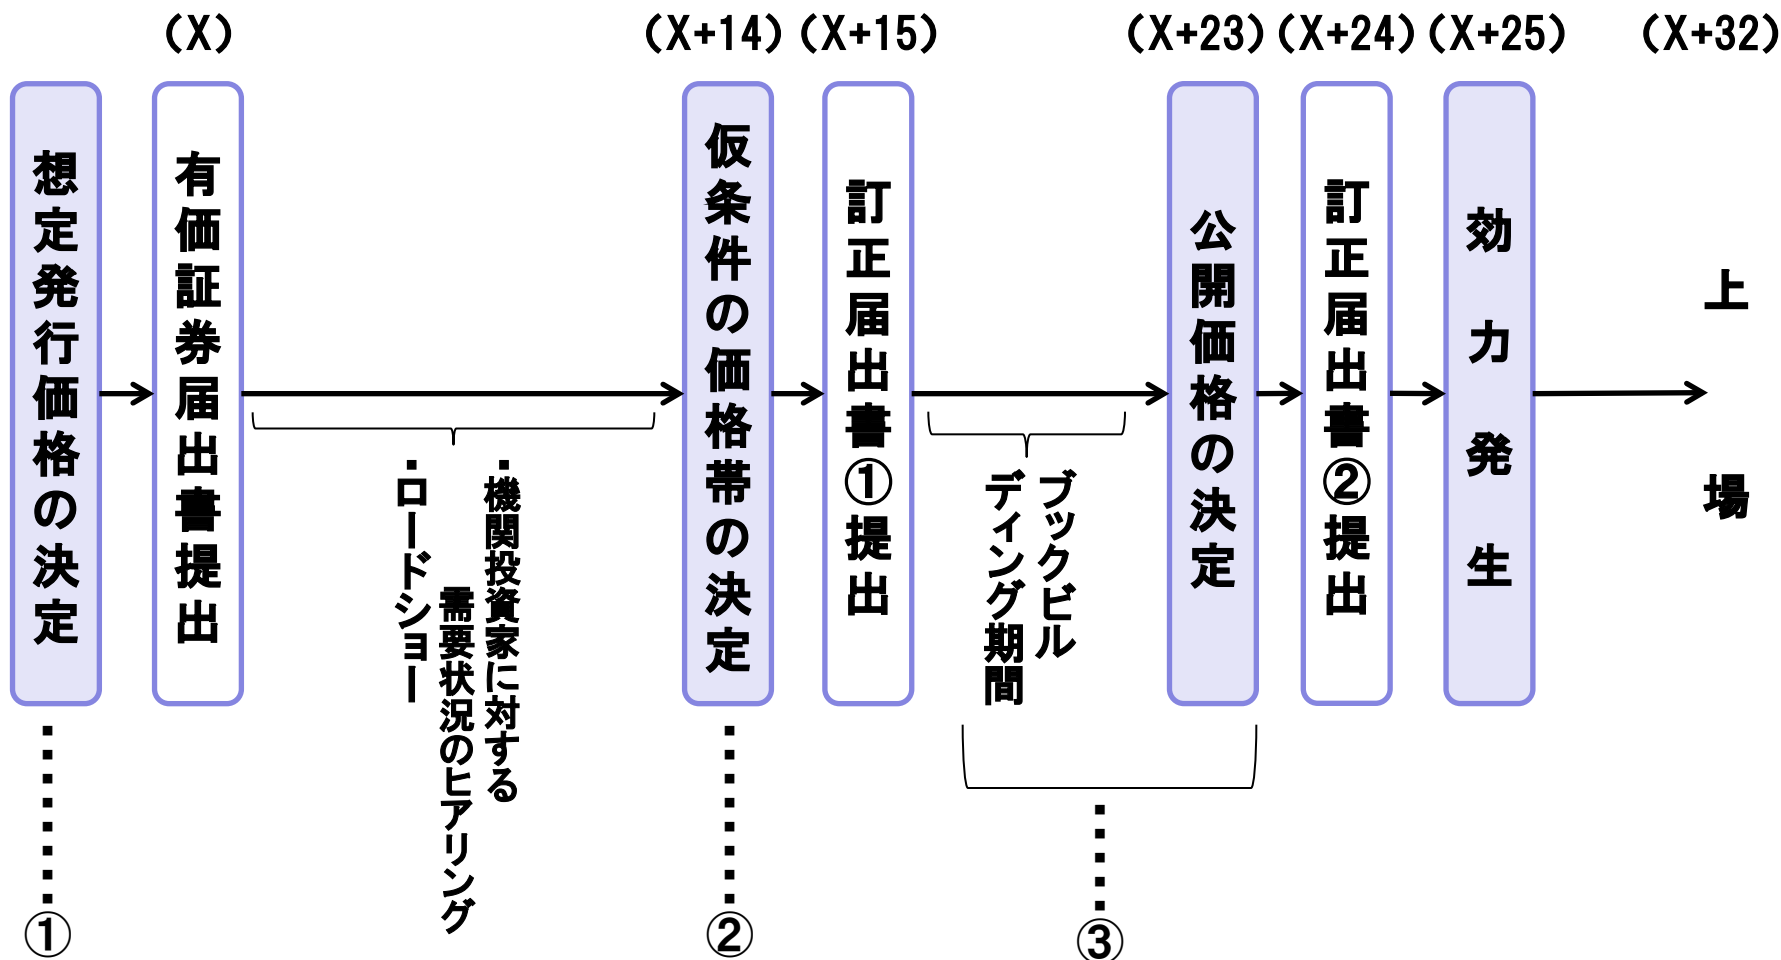 (X)
(X+14)
(X+15)
(X+23)
(X+24)
(X+25)
(X+32)
想定発行価格の決定
有価証券届出書提出
・機関投資家に対する
需要状況のヒアリング
・ロードショー
仮条件の価格帯の決定
訂正届出書①提出
ブックビル
ディング期間
公開価格の決定
訂正届出書②提出
効力発生
上場
①
②
③